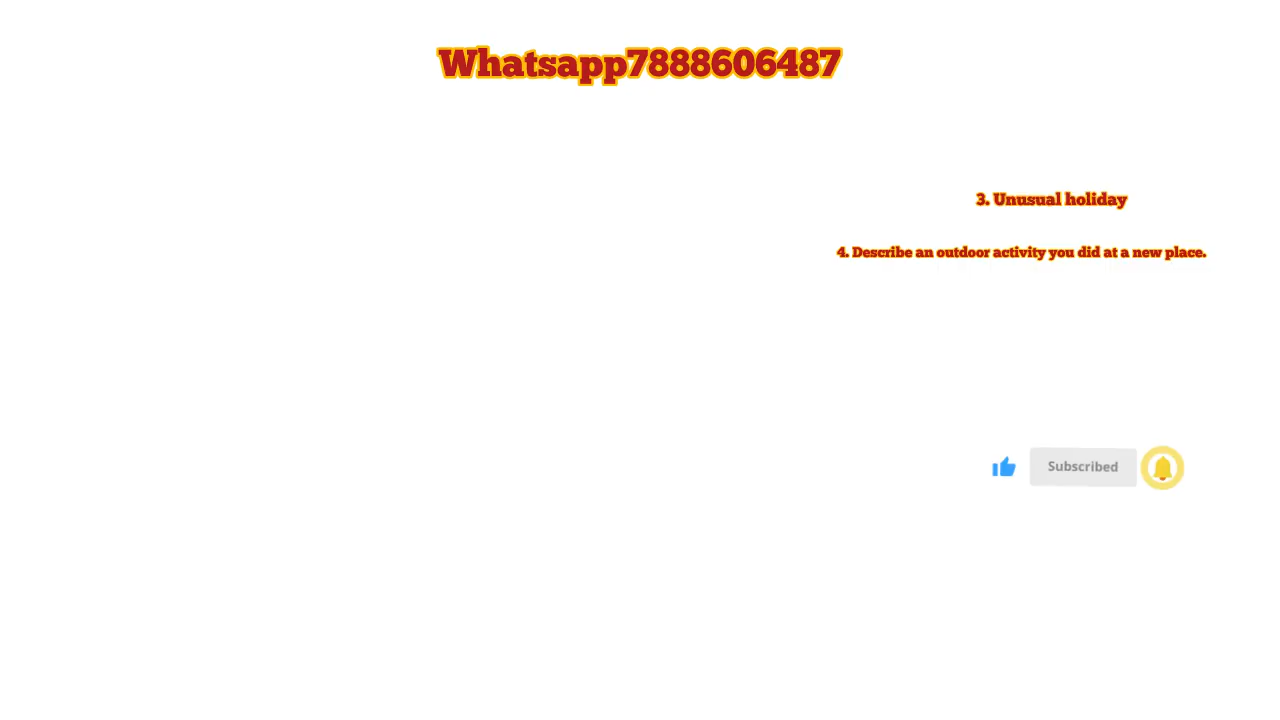 Whatsapp7888606487
3. Unusual holiday
4. Describe an outdoor activity you did at a new place.
Subscribed